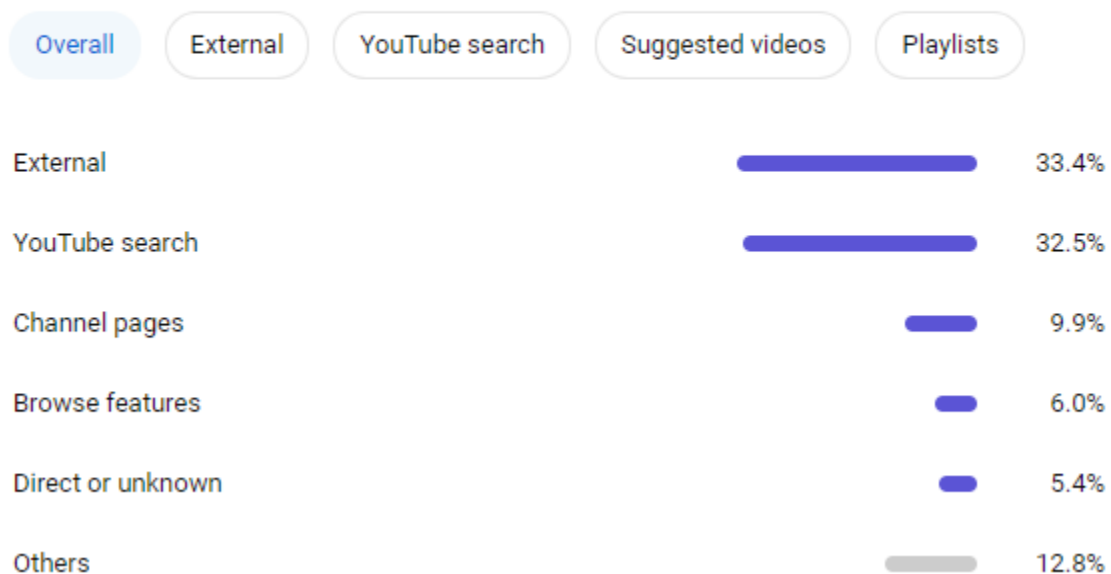 Overall External YouTube search Suggested videos Playlists
External 33.4%
YouTube search 32.5%
Channel pages 9.9%
Browse features 6.0%
Direct or unknown 5.4%
Others 12.8%